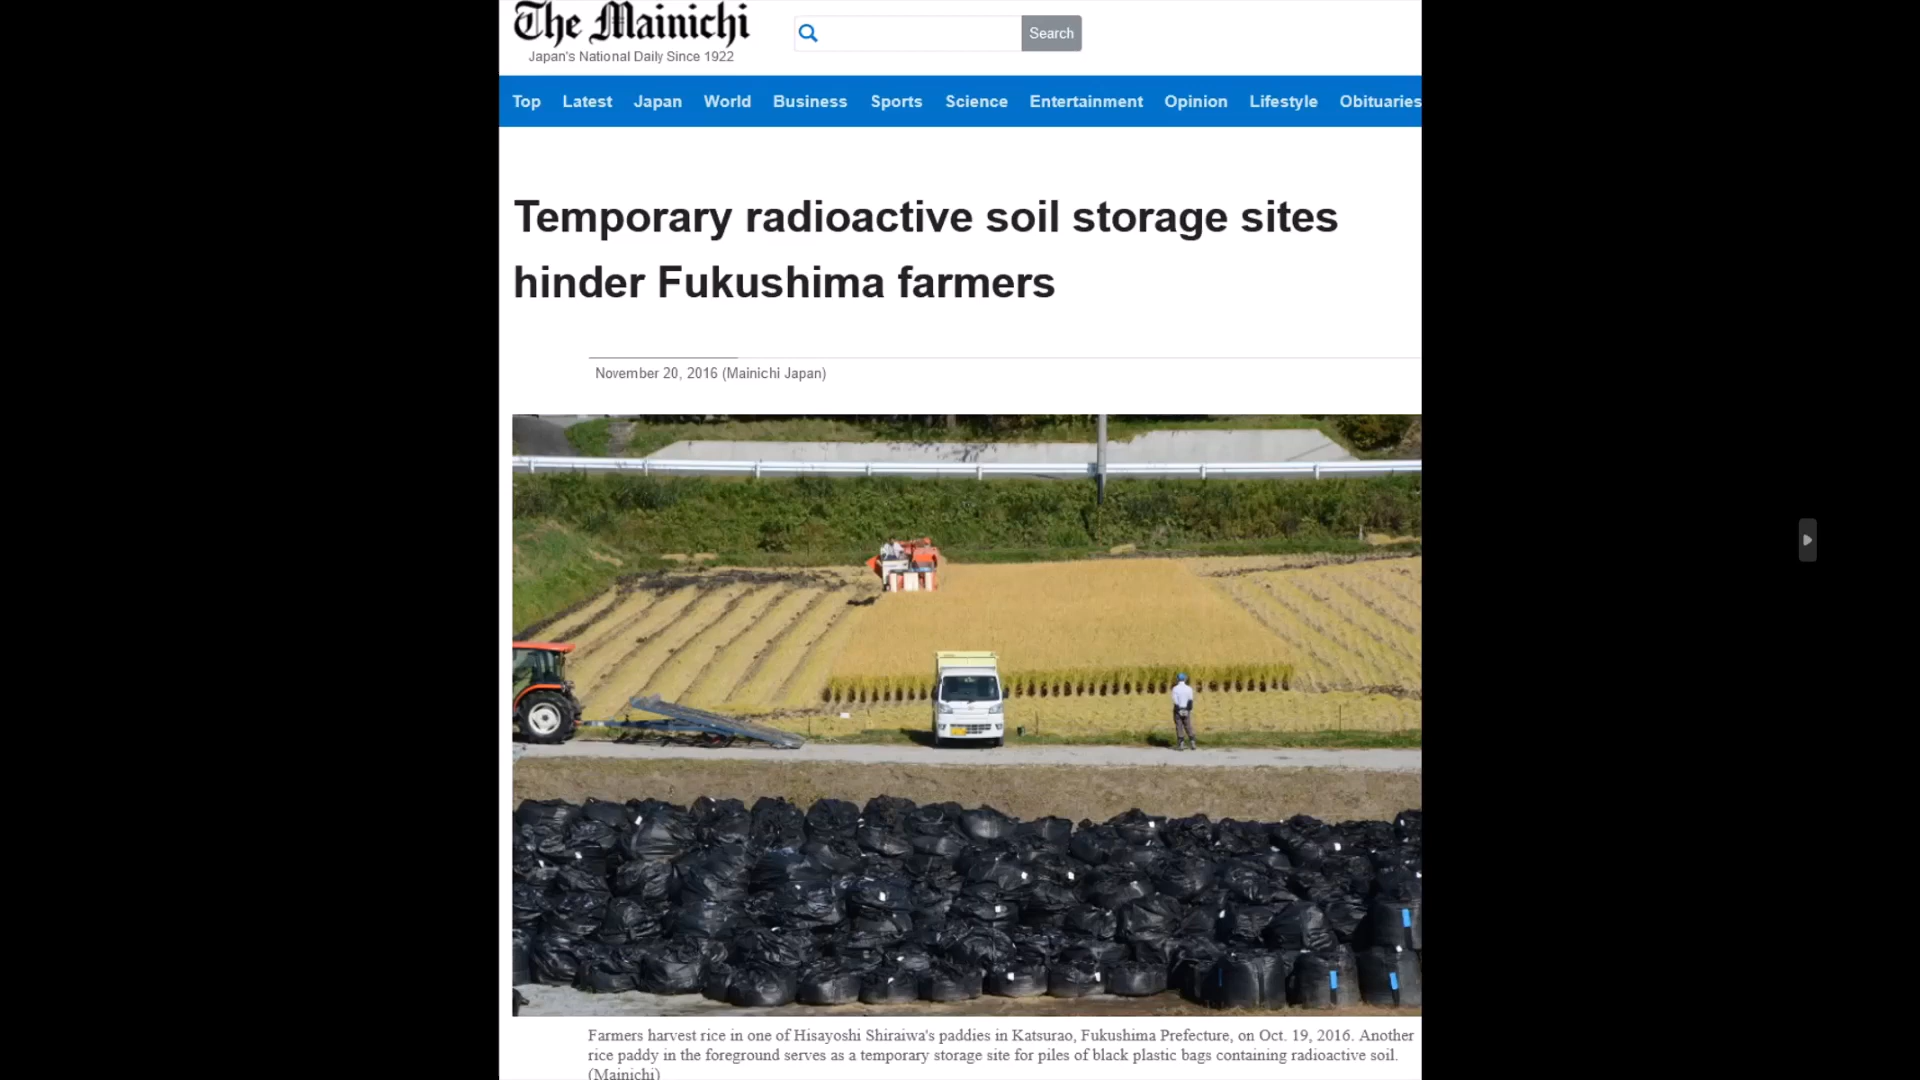 The Mainichi
Japan's National Daily Since 1922
Search
Top Latest Japan World Business Sports Science Entertainment Opinion Lifestyle Obituaries
Temporary radioactive soil storage sites
hinder Fukushima farmers
November 20, 2016 (Mainichi Japan)
Farmers harvest rice in one of Hisayoshi Shiraiwa's paddies in Katsurao, Fukushima Prefecture, on Oct. 19, 2016. Another
rice paddy in the foreground serves as a temporary storage site for piles of black plastic bags containing radioactive soil.
(Mainichi)